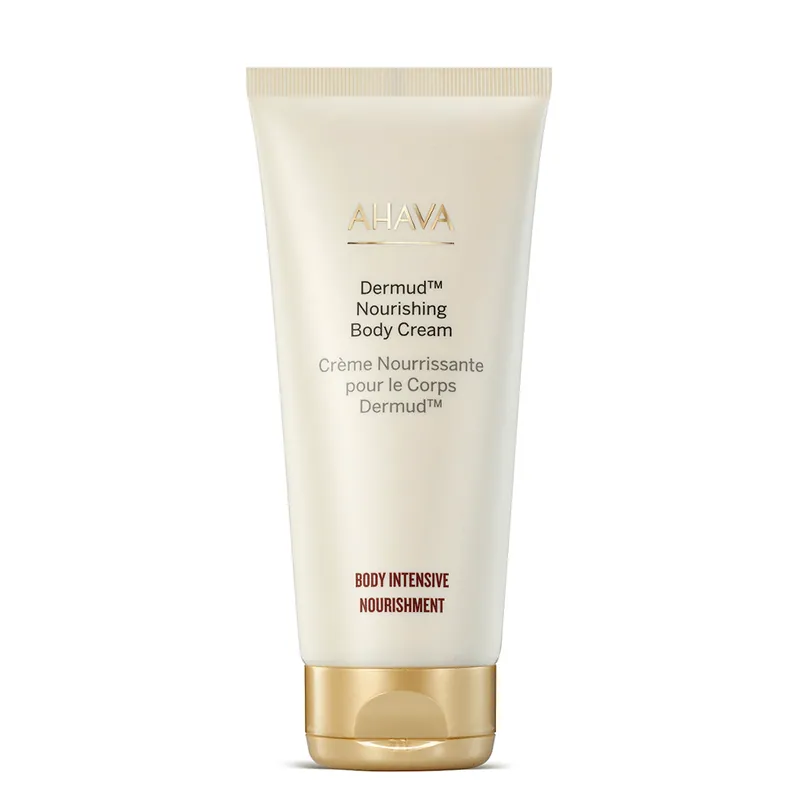 AHAVA
Dermud™
Nourishing
Body Cream
Crème Nourrissante
pour le Corps
Dermud™
BODY INTENSIVE
NOURISHMENT